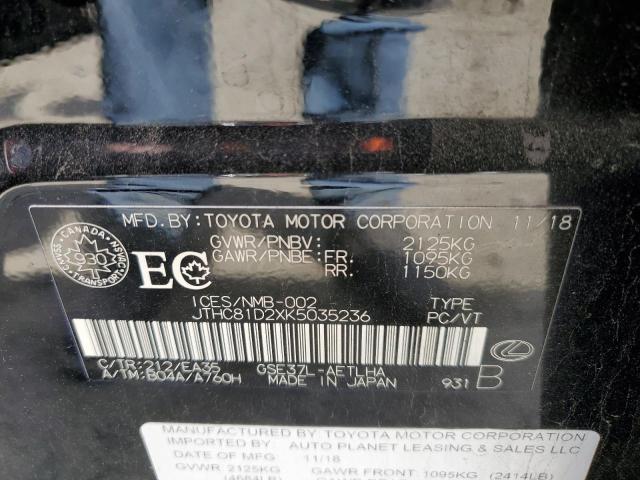 MFD.BY:TOYOTA MOTOR CORPORATION 11/18
GVWR/PNBV: 2125KG
GAWR/PNBE:FR. 1095KG
RR. 1150KG
CANADA
930
TRANSPORT
EC
ICES/NMB-002 TYPE
JTHC81D2XK5035236 PC/VT
C/TR:212/EA35 GSE37L-AETLHA
A/TM:B04A/A/60H MADE IN JAPAN 931 B
MANUFACTURED BY TOYOTA MOTOR CORPORATION
IMPORTED BY AUTO PLANET LEASING & SALES LLC
DATE OF MFG 11/18
GVWR 2125KG GAWR FRONT: 1095KG (2414LB)
(4684LB)